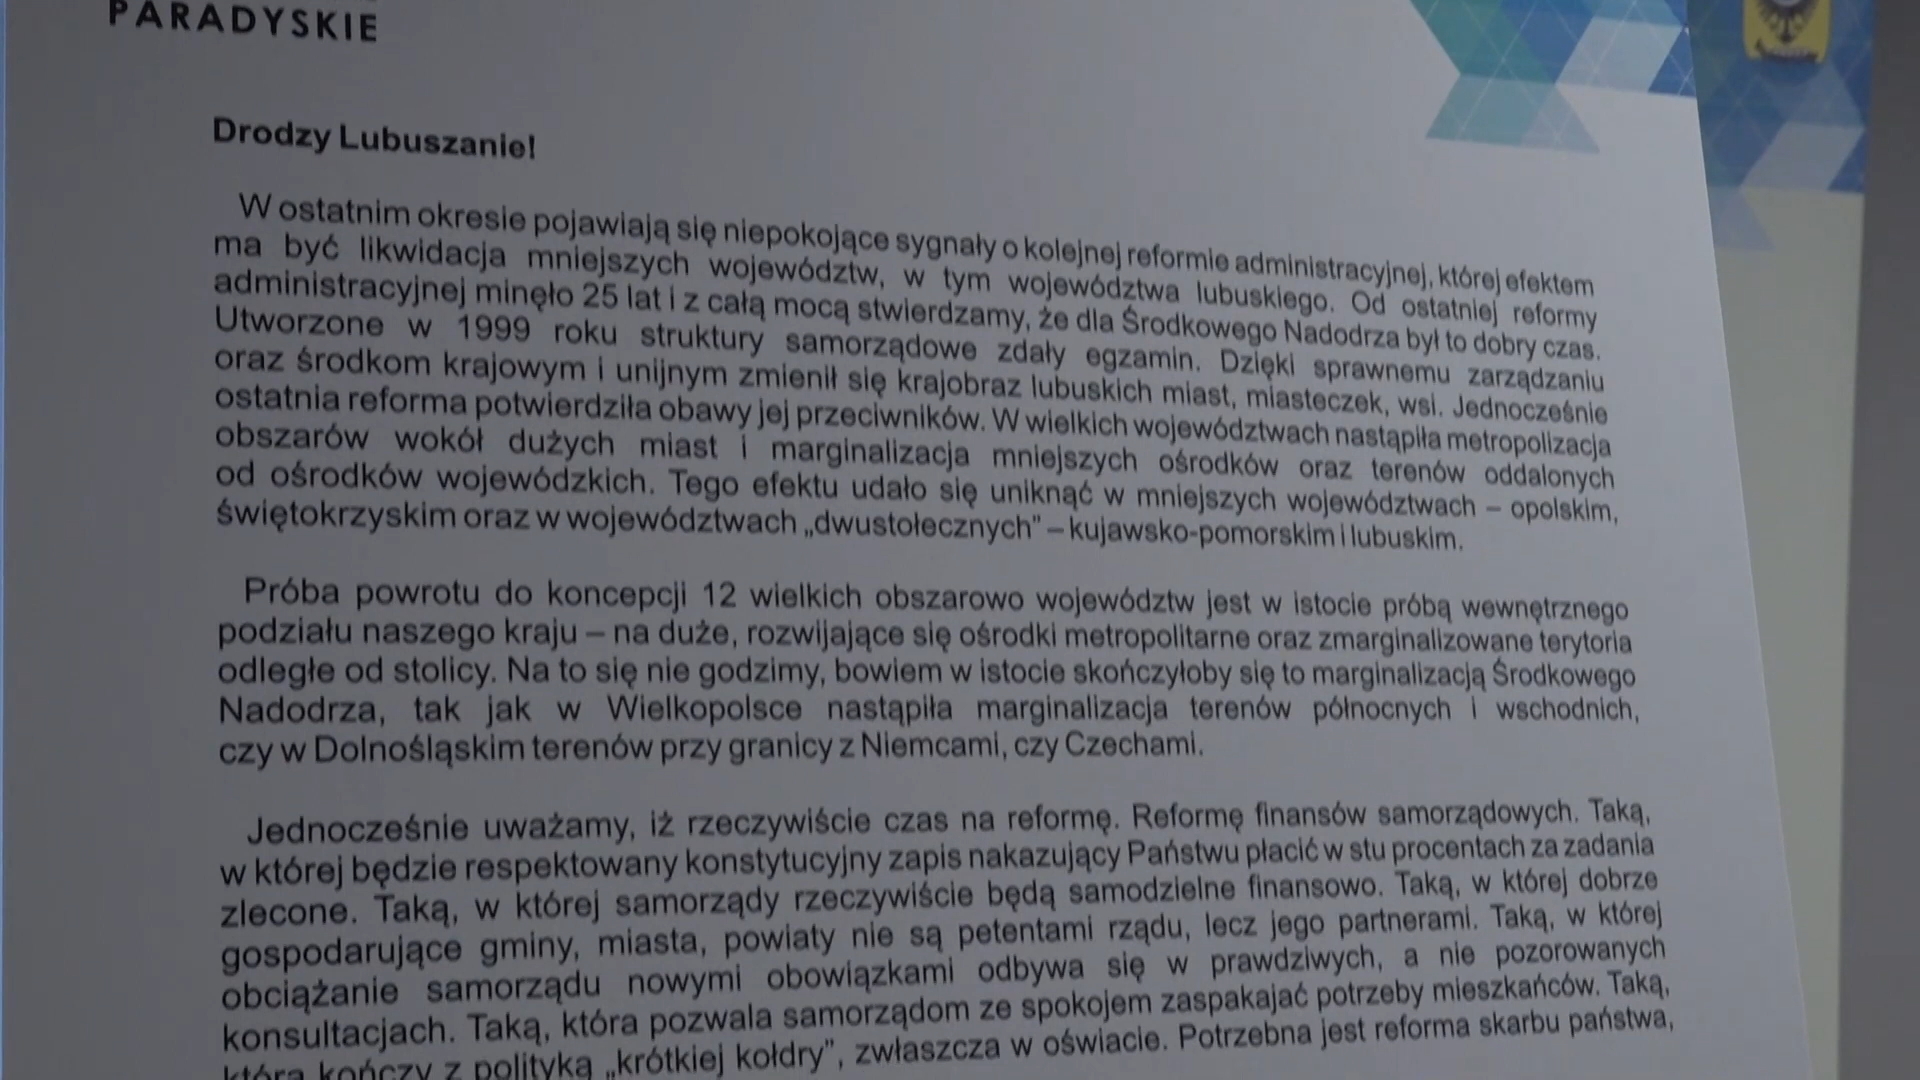 PARADYSKIE
Drodzy Lubuszanie!
W ostatnim okresie pojawiają się niepokojące sygnały o kolejnej reformie administracyjnej, której efektem
ma być likwidacja mniejszych województw, w tym województwa lubuskiego. Od ostatniej reformy
administracyjnej minęło 25 lat i z całą mocą stwierdzamy, że dla Środkowego Nadodrza był to dobry czas.
Utworzone w 1999 roku struktury samorządowe zdały egzamin. Dzięki sprawnemu zarządzaniu
oraz środkom krajowym i unijnym zmienił się krajobraz lubuskich miast, miasteczek, wsi. Jednocześnie
ostatnia reforma potwierdziła obawy jej przeciwników. W wielkich województwach nastąpiła metropolizacja
obszarów wokół dużych miast i marginalizacja mniejszych ośrodków oraz terenów oddalonych
od ośrodków wojewódzkich. Tego efektu udało się uniknąć w mniejszych województwach – opolskim,
świętokrzyskim oraz w województwach „dwustołecznych” – kujawsko-pomorskim i lubuskim.
Próba powrotu do koncepcji 12 wielkich obszarowo województw jest w istocie próbą wewnętrznego
podziału naszego kraju – na duże, rozwijające się ośrodki metropolitarne oraz zmarginalizowane terytoria
odległe od stolicy. Na to się nie godzimy, bowiem w istocie skończyłoby się to marginalizacją Środkowego
Nadodrza, tak jak w Wielkopolsce nastąpiła marginalizacja terenów północnych i wschodnich,
czy w Dolnośląskim terenów przy granicy z Niemcami, czy Czechami.
Jednocześnie uważamy, iż rzeczywiście czas na reformę. Reformę finansów samorządowych. Taką,
w której będzie respektowany konstytucyjny zapis nakazujący Państwu płacić w stu procentach za zadania
zlecone. Taką, w której samorządy rzeczywiście będą samodzielne finansowo. Taką, w której dobrze
gospodarujące gminy, miasta, powiaty nie są petentami rządu, lecz jego partnerami. Taką, w której
obciążanie samorządu nowymi obowiązkami odbywa się w prawdziwych, a nie pozorowanych
konsultacjach. Taką, która pozwala samorządom ze spokojem zaspakajać potrzeby mieszkańców. Taką,
która kończy z polityką „krótkiej kołdry”, zwłaszcza w oświacie. Potrzebna jest reforma skarbu państwa,